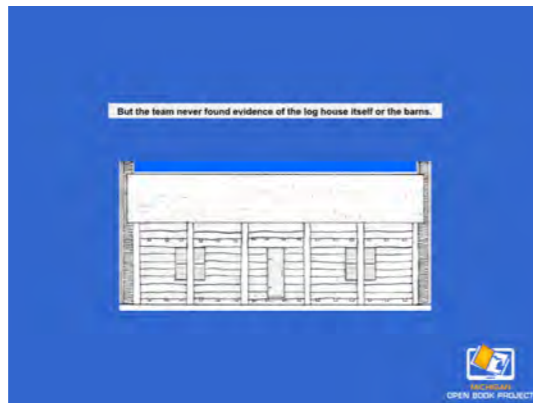 But the team never found evidence of the log house itself or the barns.
MICHIGAN
OPEN BOOK PROJECT